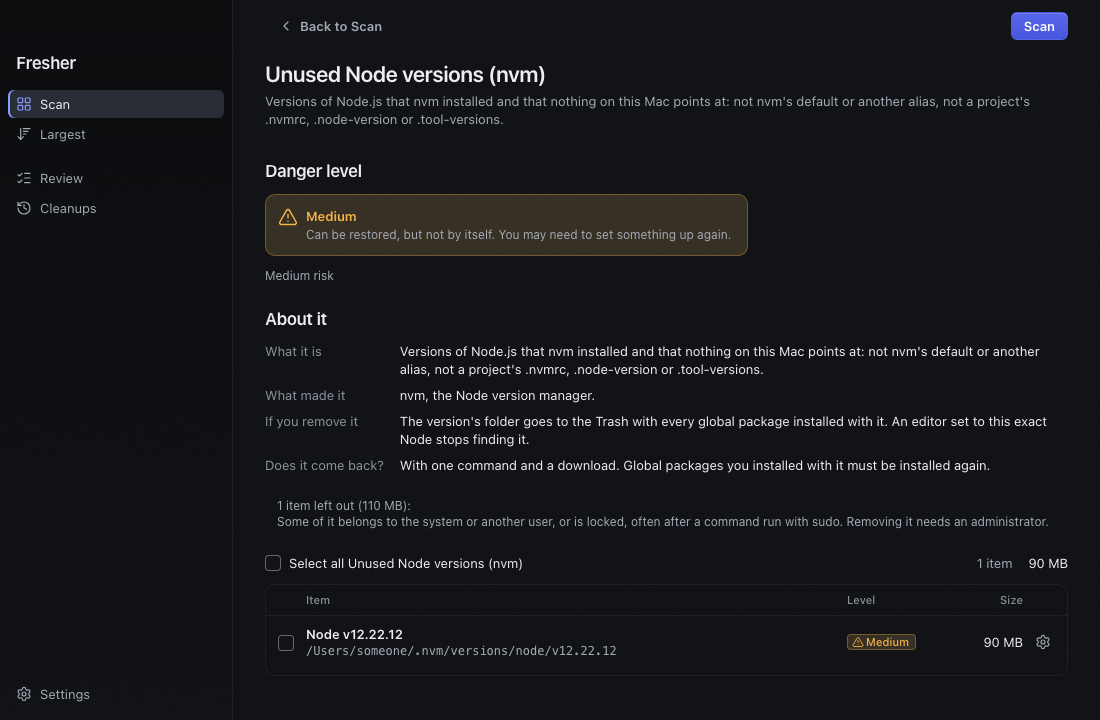 Back to Scan
Scan
Fresher
Scan
Largest
Review
Cleanups
Settings
Unused Node versions (nvm)
Versions of Node.js that nvm installed and that nothing on this Mac points at: not nvm's default or another alias, not a project's
.nvmrc, .node-version or .tool-versions.
Danger level
Medium
Can be restored, but not by itself. You may need to set something up again.
Medium risk
About it
What it is
Versions of Node.js that nvm installed and that nothing on this Mac points at: not nvm's default or another
alias, not a project's .nvmrc, .node-version or .tool-versions.
What made it
nvm, the Node version manager.
If you remove it
The version's folder goes to the Trash with every global package installed with it. An editor set to this exact
Node stops finding it.
Does it come back?
With one command and a download. Global packages you installed with it must be installed again.
1 item left out (110 MB):
Some of it belongs to the system or another user, or is locked, often after a command run with sudo. Removing it needs an administrator.
Select all Unused Node versions (nvm)
1 item
90 MB
Item
Level
Size
Node v12.22.12
/Users/someone/.nvm/versions/node/v12.22.12
Medium
90 MB